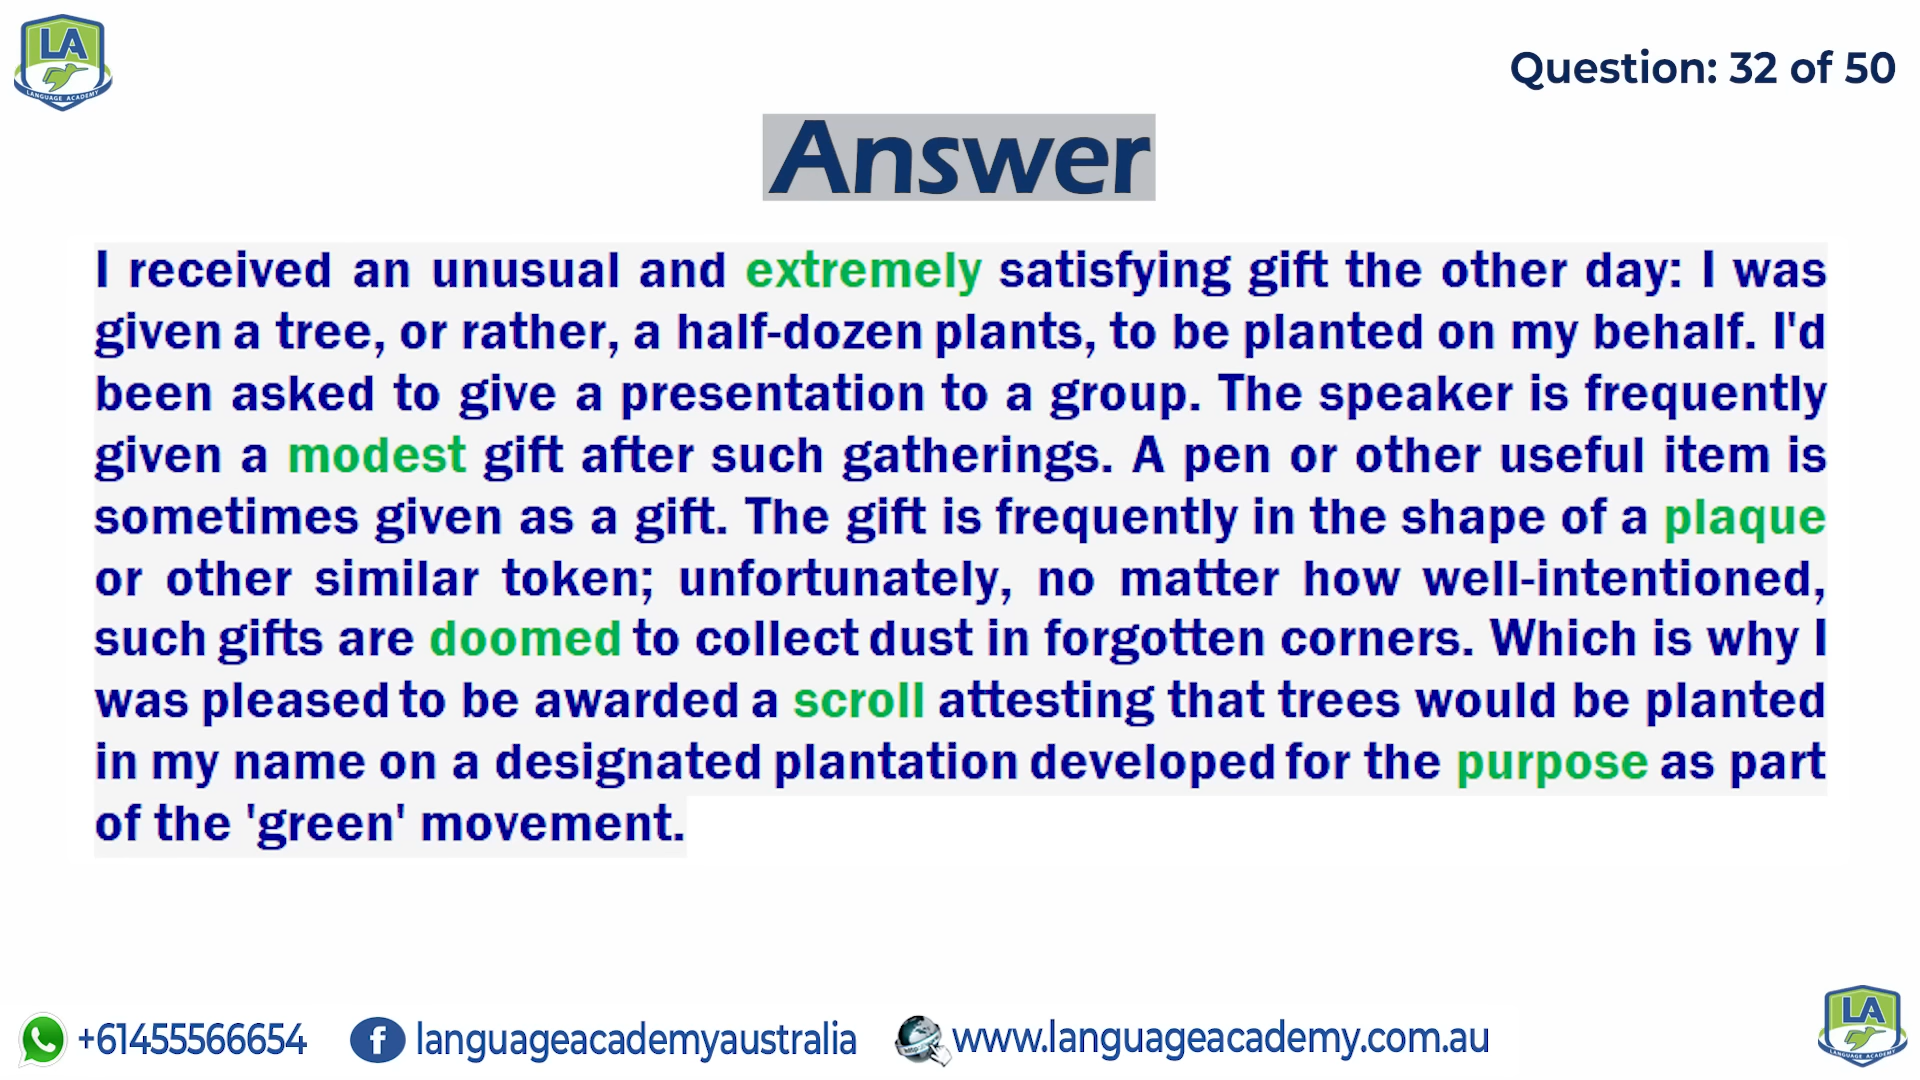 LA
LANGUAGE ACADEMY
Question: 32 of 50
Answer
I received an unusual and extremely satisfying gift the other day: I was
given a tree, or rather, a half-dozen plants, to be planted on my behalf. I'd
been asked to give a presentation to a group. The speaker is frequently
given a modest gift after such gatherings. A pen or other useful item is
sometimes given as a gift. The gift is frequently in the shape of a plaque
or other similar token; unfortunately, no matter how well-intentioned,
such gifts are doomed to collect dust in forgotten corners. Which is why I
was pleased to be awarded a scroll attesting that trees would be planted
in my name on a designated plantation developed for the purpose as part
of the 'green' movement.
+61455566654
f languageacademyaustralia
www.languageacademy.com.au
LA
LANGUAGE ACADEMY